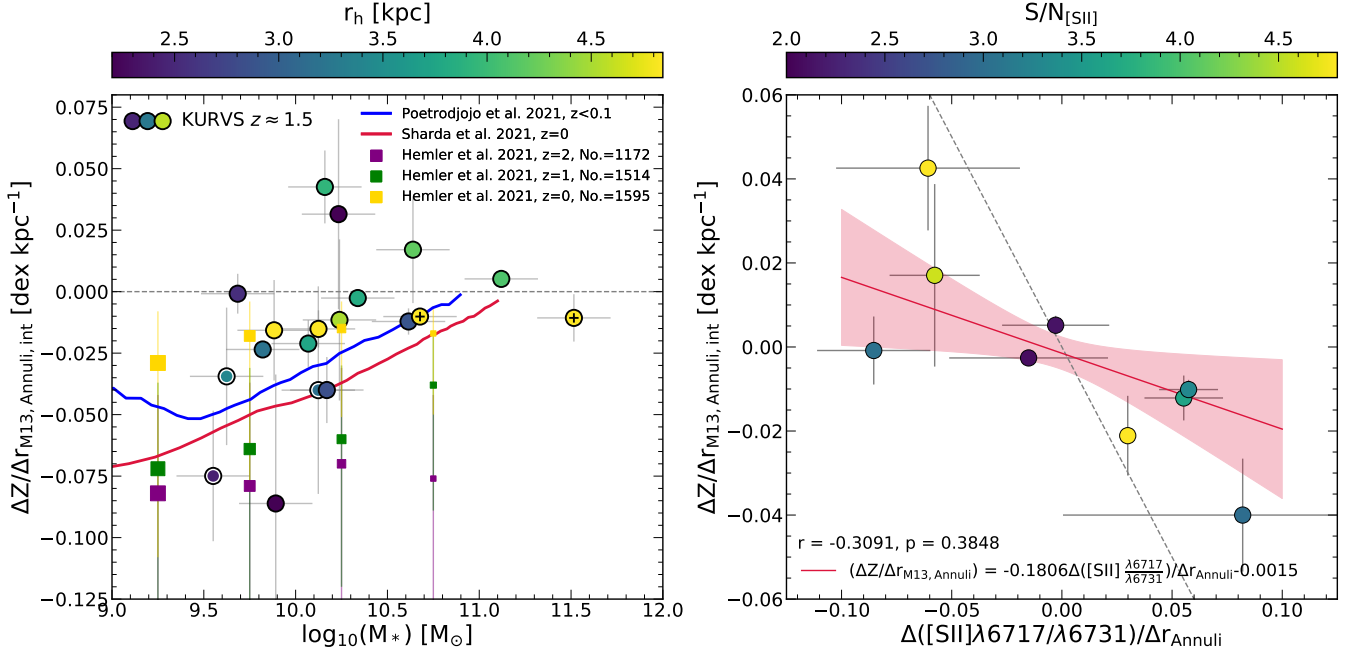 r_h [kpc]
2.5 3.0 3.5 4.0 4.5
KURVS z ≈ 1.5
Poetrodjojo et al. 2021, z<0.1
Sharda et al. 2021, z=0
Hemler et al. 2021, z=2, No.=1172
Hemler et al. 2021, z=1, No.=1514
Hemler et al. 2021, z=0, No.=1595
ΔZ/Δr_M13, Annuli, int [dex kpc⁻¹]
0.075
0.050
0.025
0.000
−0.025
−0.050
−0.075
−0.100
−0.125
9.0 9.5 10.0 10.5 11.0 11.5 12.0
log₁₀(M_*) [M_⊙]
S/N_[SII]
2.0 2.5 3.0 3.5 4.0 4.5
ΔZ/Δr_M13, Annuli, int [dex kpc⁻¹]
0.06
0.04
0.02
0.00
−0.02
−0.04
−0.06
r = -0.3091, p = 0.3848
(ΔZ/Δr_M13, Annuli) = -0.1806Δ([SII] λ6717/λ6731)/Δr_Annuli-0.0015
−0.10 −0.05 0.00 0.05 0.10
Δ([SII]λ6717/λ6731)/Δr_Annuli